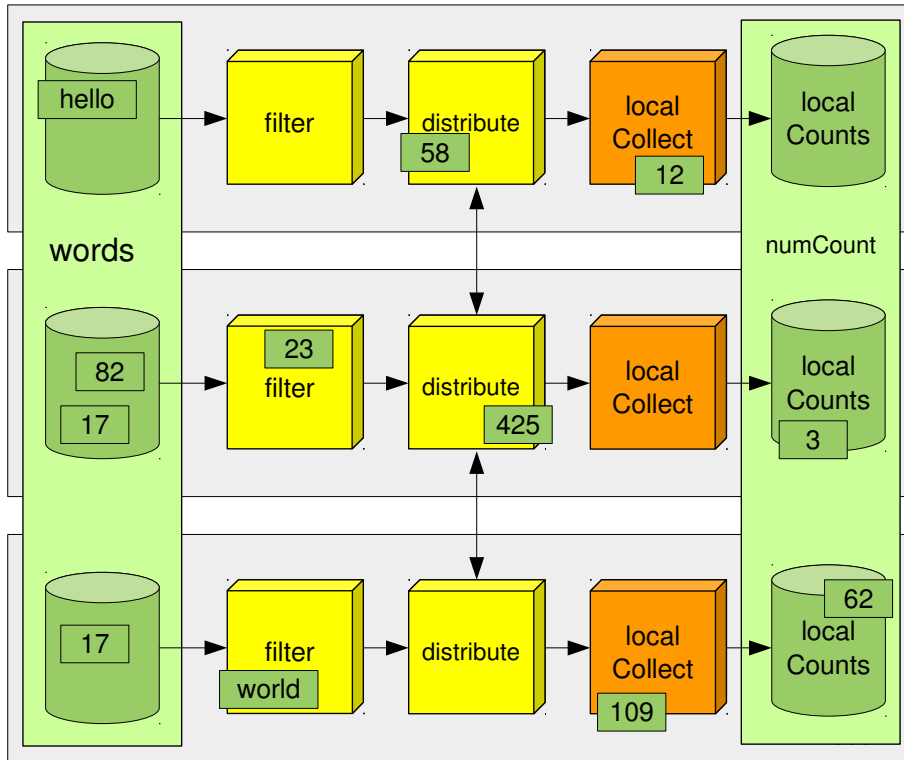 hello
filter
distribute
58
local
Collect
12
local
Counts
words
numCount
82
17
23
filter
distribute
425
local
Collect
local
Counts
3
17
filter
world
distribute
local
Collect
109
62
local
Counts